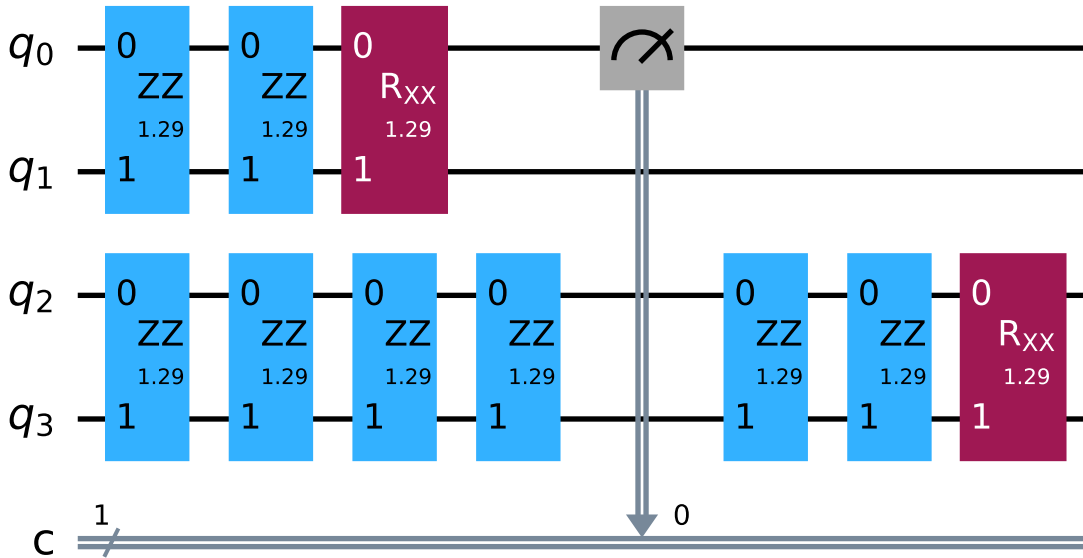 q0
0 0 0
ZZ ZZ RXX
1.29 1.29 1.29
q1
1 1 1
q2
0 0 0 0 0 0 0
ZZ ZZ ZZ ZZ ZZ ZZ RXX
1.29 1.29 1.29 1.29 1.29 1.29 1.29
q3
1 1 1 1 1 1 1
1
0
c